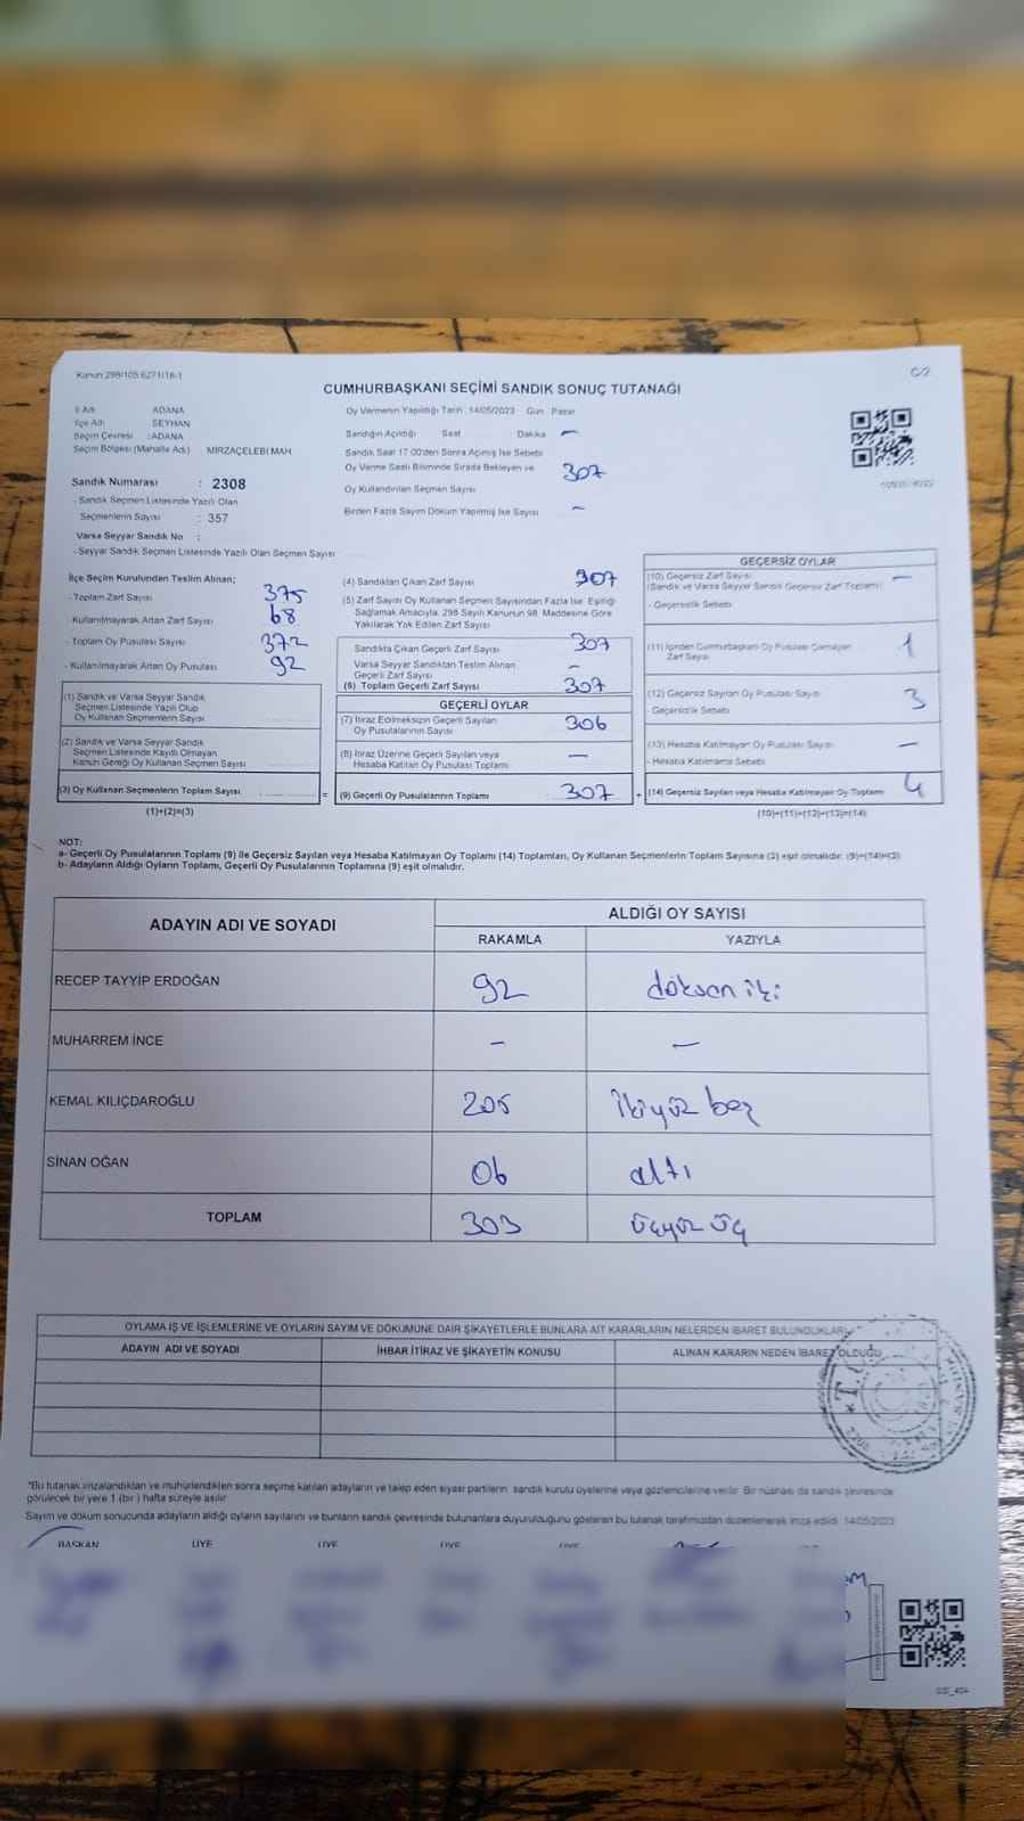 Kanun 298/105 6271/16-1
CUMHURBAŞKANI SEÇİMİ SANDIK SONUÇ TUTANAĞI
İl Adı ADANA
İlçe Adı SEYHAN
Seçim Çevresi : ADANA
Seçim Bölgesi (Mahalle Adı) MİRZAÇELEBİ MAH
Sandık Numarası : 2308
- Sandık Seçmen Listesinde Yazılı Olan
Seçmenlerin Sayısı : 357
Varsa Seyyar Sandık No :
- Seyyar Sandık Seçmen Listesinde Yazılı Olan Seçmen Sayısı
Oy Vermenin Yapıldığı Tarih 14/05/2023 Gün Pazar
Sandığın Açıldığı Saat Dakika –
Sandık Saat 17:00'den Sonra Açılmış İse Sebebi
Oy Verme Saati Bitiminde Sırada Bekleyen ve 307
Oy Kullandırılan Seçmen Sayısı
Birden Fazla Sayım Döküm Yapılmış İse Sayısı –
İlçe Seçim Kurulundan Teslim Alınan;
- Toplam Zarf Sayısı 375
- Kullanılmayarak Artan Zarf Sayısı 68
- Toplam Oy Pusulası Sayısı 372
- Kullanılmayarak Artan Oy Pusulası 92
(1) Sandık ve Varsa Seyyar Sandık
Seçmen Listesinde Yazılı Olup
Oy Kullanan Seçmenlerin Sayısı
(2) Sandık ve Varsa Seyyar Sandık
Seçmen Listesinde Kayıtlı Olmayan
Kanun Gereği Oy Kullanan Seçmen Sayısı
(3) Oy Kullanan Seçmenlerin Toplam Sayısı =
(1)+(2)=(3)
(4) Sandıktan Çıkan Zarf Sayısı 307
(5) Zarf Sayısı Oy Kullanan Seçmen Sayısından Fazla İse, Eşitliği
Sağlamak Amacıyla, 298 Sayılı Kanunun 98. Maddesine Göre
Yakılarak Yok Edilen Zarf Sayısı
Sandıkta Çıkan Geçerli Zarf Sayısı 307
Varsa Seyyar Sandıktan Teslim Alınan –
Geçerli Zarf Sayısı
(6) Toplam Geçerli Zarf Sayısı 307
GEÇERLİ OYLAR
(7) İtiraz Edilmeksizin Geçerli Sayılan 306
Oy Pusulalarının Sayısı
(8) İtiraz Üzerine Geçerli Sayılan veya –
Hesaba Katılan Oy Pusulası Toplamı
(9) Geçerli Oy Pusulalarının Toplamı 307 +
GEÇERSİZ OYLAR
(10) Geçersiz Zarf Sayısı –
(Sandık ve Varsa Seyyar Sandık Geçersiz Zarf Toplamı)
- Geçersizlik Sebebi
(11) İçinden Cumhurbaşkanı Oy Pusulası Çıkmayan 1
Zarf Sayısı
(12) Geçersiz Sayılan Oy Pusulası Sayısı 3
- Geçersizlik Sebebi
(13) Hesaba Katılmayan Oy Pusulası Sayısı –
- Hesaba Katılmama Sebebi
(14) Geçersiz Sayılan veya Hesaba Katılmayan Oy Toplamı 4
(10)+(11)+(12)+(13)=(14)
NOT:
a- Geçerli Oy Pusulalarının Toplamı (9) ile Geçersiz Sayılan veya Hesaba Katılmayan Oy Toplamı (14) Toplamları, Oy Kullanan Seçmenlerin Toplam Sayısına (3) eşit olmalıdır. (9)+(14)=(3)
b- Adayların Aldığı Oyların Toplamı, Geçerli Oy Pusulalarının Toplamına (9) eşit olmalıdır.
ADAYIN ADI VE SOYADI ALDIĞI OY SAYISI
RAKAMLA YAZIYLA
RECEP TAYYİP ERDOĞAN 92 doksan iki
MUHARREM İNCE – –
KEMAL KILIÇDAROĞLU 205 ikiyüz beş
SİNAN OĞAN 06 altı
TOPLAM 303 üçyüz üç
OYLAMA İŞ VE İŞLEMLERİNE VE OYLARIN SAYIM VE DÖKÜMÜNE DAİR ŞİKAYETLERLE BUNLARA AİT KARARLARIN NELERDEN İBARET BULUNDUKLARI
ADAYIN ADI VE SOYADI İHBAR İTİRAZ VE ŞİKAYETİN KONUSU ALINAN KARARIN NEDEN İBARET OLDUĞU
T.C.
*Bu tutanak imzalandıktan ve mühürlendikten sonra seçime katılan adayların ve talep eden siyasi partilerin sandık kurulu üyelerine veya gözlemcilerine verilir. Bir nüshası da sandık çevresinde
görülecek bir yere 1 (bir) hafta süreyle asılır
Sayım ve döküm sonucunda adayların aldığı oyların sayılarını ve bunların sandık çevresinde bulunanlara duyurulduğunu gösteren bu tutanak tarafımızdan düzenlenerek imza edildi. 14/05/2023
BAŞKAN ÜYE ÜYE ÜYE ÜYE